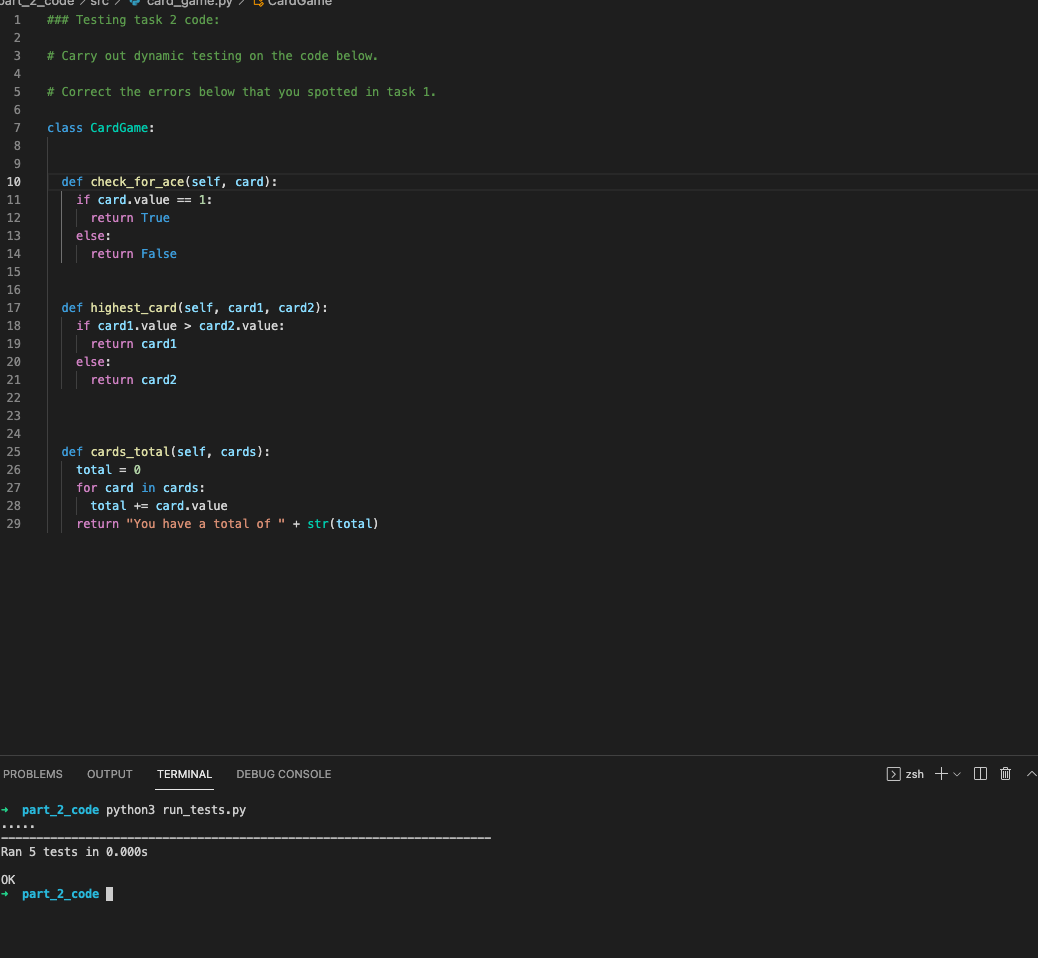 part_2_code > src > card_game.py > CardGame
1 ### Testing task 2 code:
2
3 # Carry out dynamic testing on the code below.
4
5 # Correct the errors below that you spotted in task 1.
6
7 class CardGame:
8
9
10 def check_for_ace(self, card):
11 if card.value == 1:
12 return True
13 else:
14 return False
15
16
17 def highest_card(self, card1, card2):
18 if card1.value > card2.value:
19 return card1
20 else:
21 return card2
22
23
24
25 def cards_total(self, cards):
26 total = 0
27 for card in cards:
28 total += card.value
29 return "You have a total of " + str(total)
PROBLEMS OUTPUT TERMINAL DEBUG CONSOLE zsh
➜ part_2_code python3 run_tests.py
.....
----------------------------------------------------------------------
Ran 5 tests in 0.000s
OK
➜ part_2_code